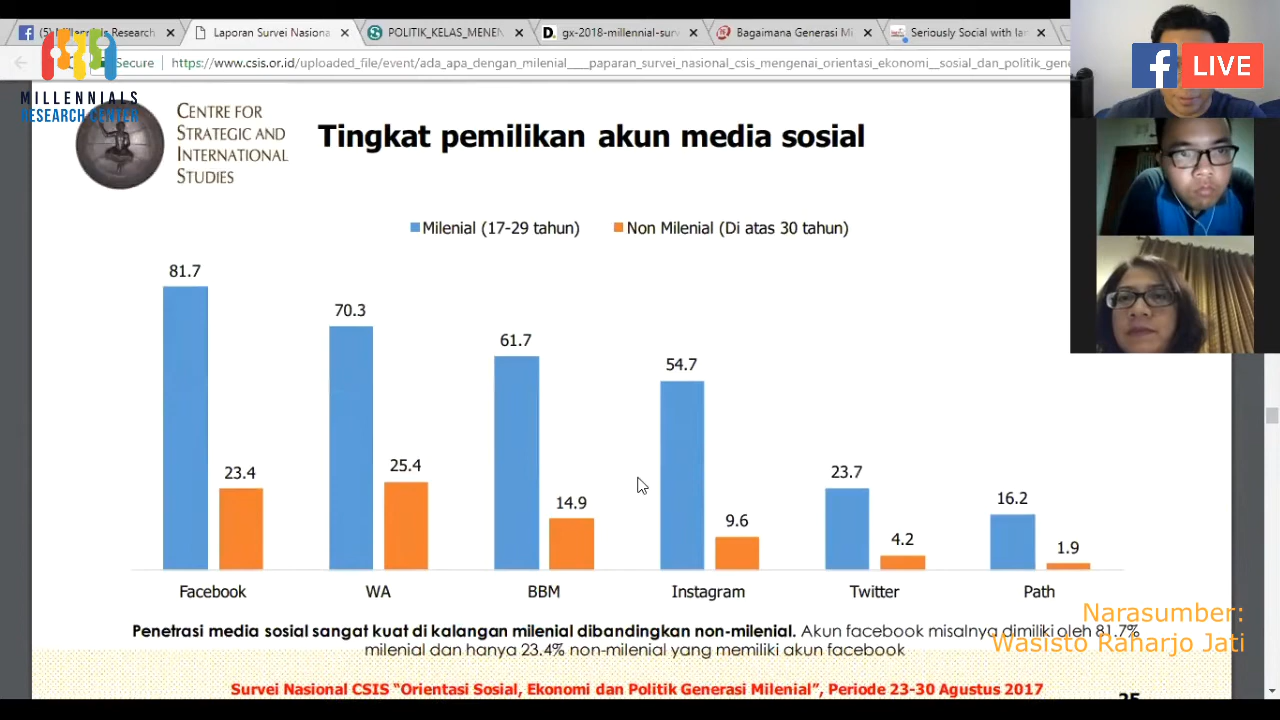 (5) Millennials Research
Laporan Survei Nasiona
POLITIK_KELAS_MENEN
gx-2018-millennial-surv
Bagaimana Generasi Mi
Seriously Social with Ian
Secure
https://www.csis.or.id/uploaded_file/event/ada_apa_dengan_milenial____paparan_survei_nasional_csis_mengenai_orientasi_ekonomi__sosial_dan_politik_gene
LIVE
MILLENNIALS
RESEARCH CENTER
CENTRE FOR
STRATEGIC AND
INTERNATIONAL
STUDIES
Tingkat pemilikan akun media sosial
Milenial (17-29 tahun)
Non Milenial (Di atas 30 tahun)
81.7
70.3
61.7
54.7
23.4
25.4
14.9
9.6
23.7
4.2
16.2
1.9
Facebook
WA
BBM
Instagram
Twitter
Path
Narasumber:
Wasisto Raharjo Jati
Penetrasi media sosial sangat kuat di kalangan milenial dibandingkan non-milenial. Akun facebook misalnya dimiliki oleh 81.7%
milenial dan hanya 23.4% non-milenial yang memiliki akun facebook
Survei Nasional CSIS “Orientasi Sosial, Ekonomi dan Politik Generasi Milenial”, Periode 23-30 Agustus 2017
25